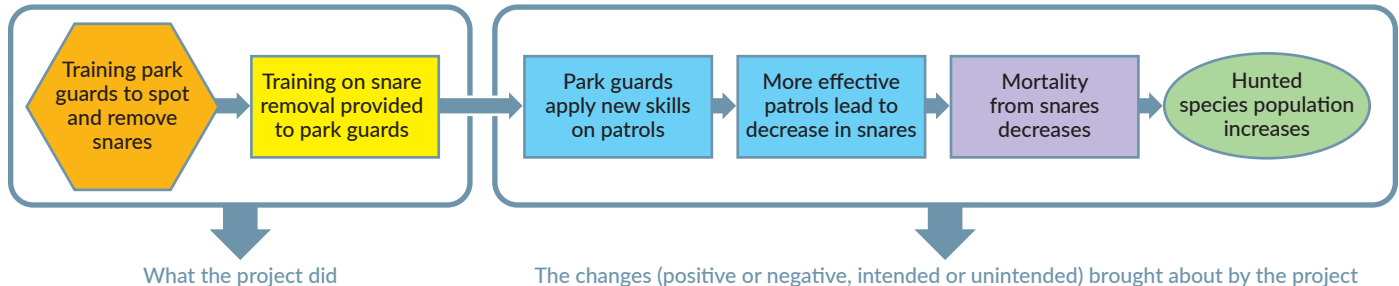 Training park
guards to spot
and remove
snares
Training on snare
removal provided
to park guards
Park guards
apply new skills
on patrols
More effective
patrols lead to
decrease in snares
Mortality
from snares
decreases
Hunted
species population
increases
What the project did
The changes (positive or negative, intended or unintended) brought about by the project